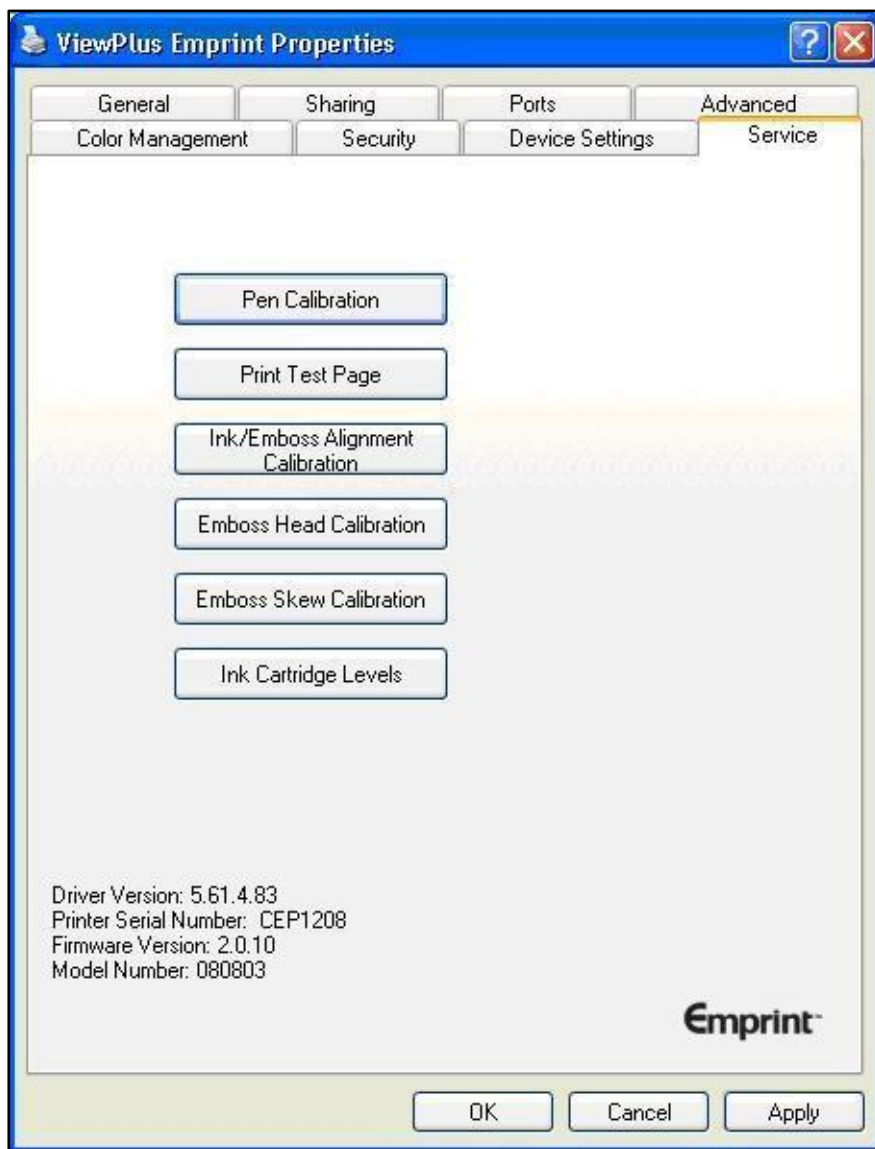 ViewPlus Emprint Properties
General Sharing Ports Advanced
Color Management Security Device Settings Service
Pen Calibration
Print Test Page
Ink/Emboss Alignment
Calibration
Emboss Head Calibration
Emboss Skew Calibration
Ink Cartridge Levels
Driver Version: 5.61.4.83
Printer Serial Number: CEP1208
Firmware Version: 2.0.10
Model Number: 080803
Emprint™
OK Cancel Apply